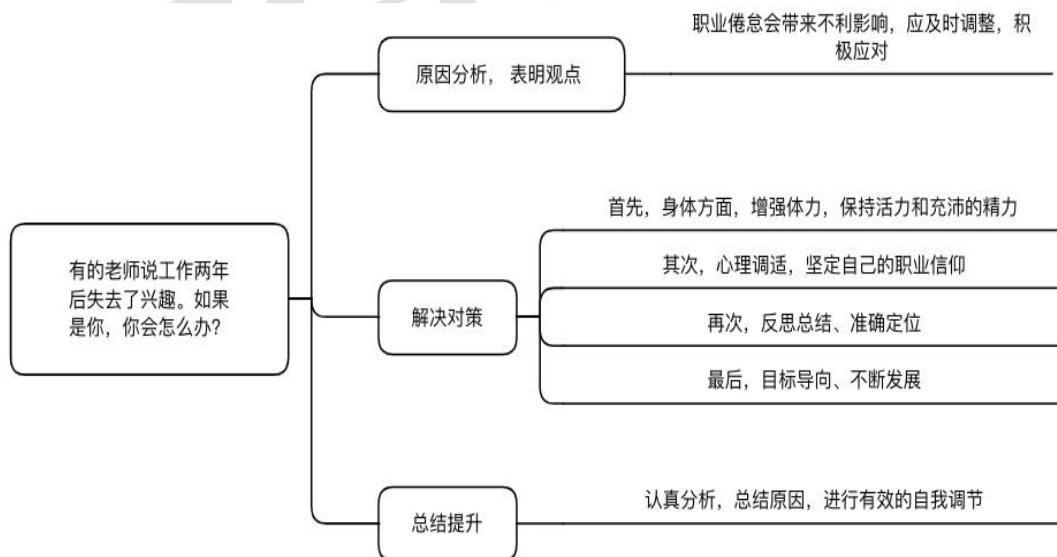 有的老师说工作两年
后失去了兴趣。如果
是你，你会怎么办？
原因分析， 表明观点
职业倦怠会带来不利影响，应及时调整，积
极应对
解决对策
首先，身体方面，增强体力，保持活力和充沛的精力
其次，心理调适，坚定自己的职业信仰
再次，反思总结、准确定位
最后，目标导向、不断发展
总结提升
认真分析，总结原因，进行有效的自我调节